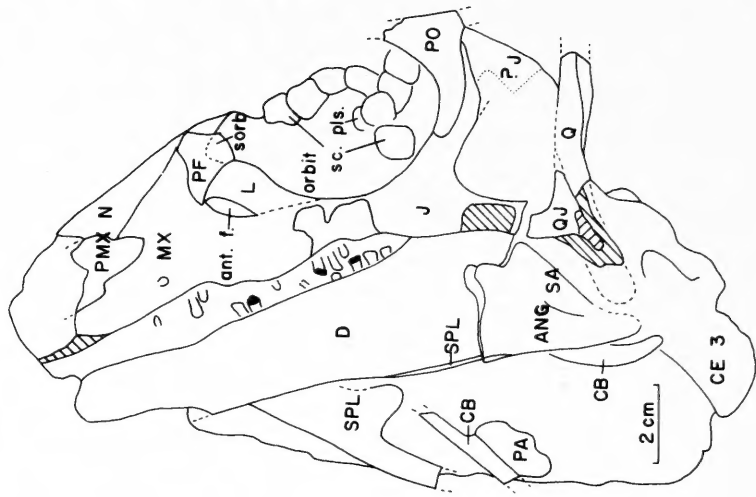 PO
PJ
Q
QJ
sc. pls.
orbit
sorb
PF
L
N
PMX
MX
ant. f.
J
D
SPL
ANG
SA
CB
CE 3
SPL
CB
PA
2 cm